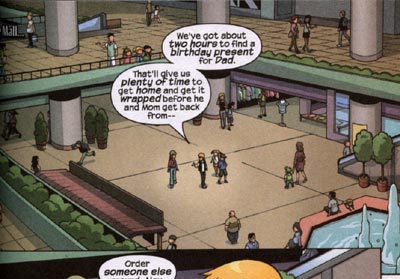 Mall..
We've got about
two hours to find a
birthday present
for Dad.
That'll give us
plenty of time to
get home and get it
wrapped before he
and Mom get back
from--
Order
someone else